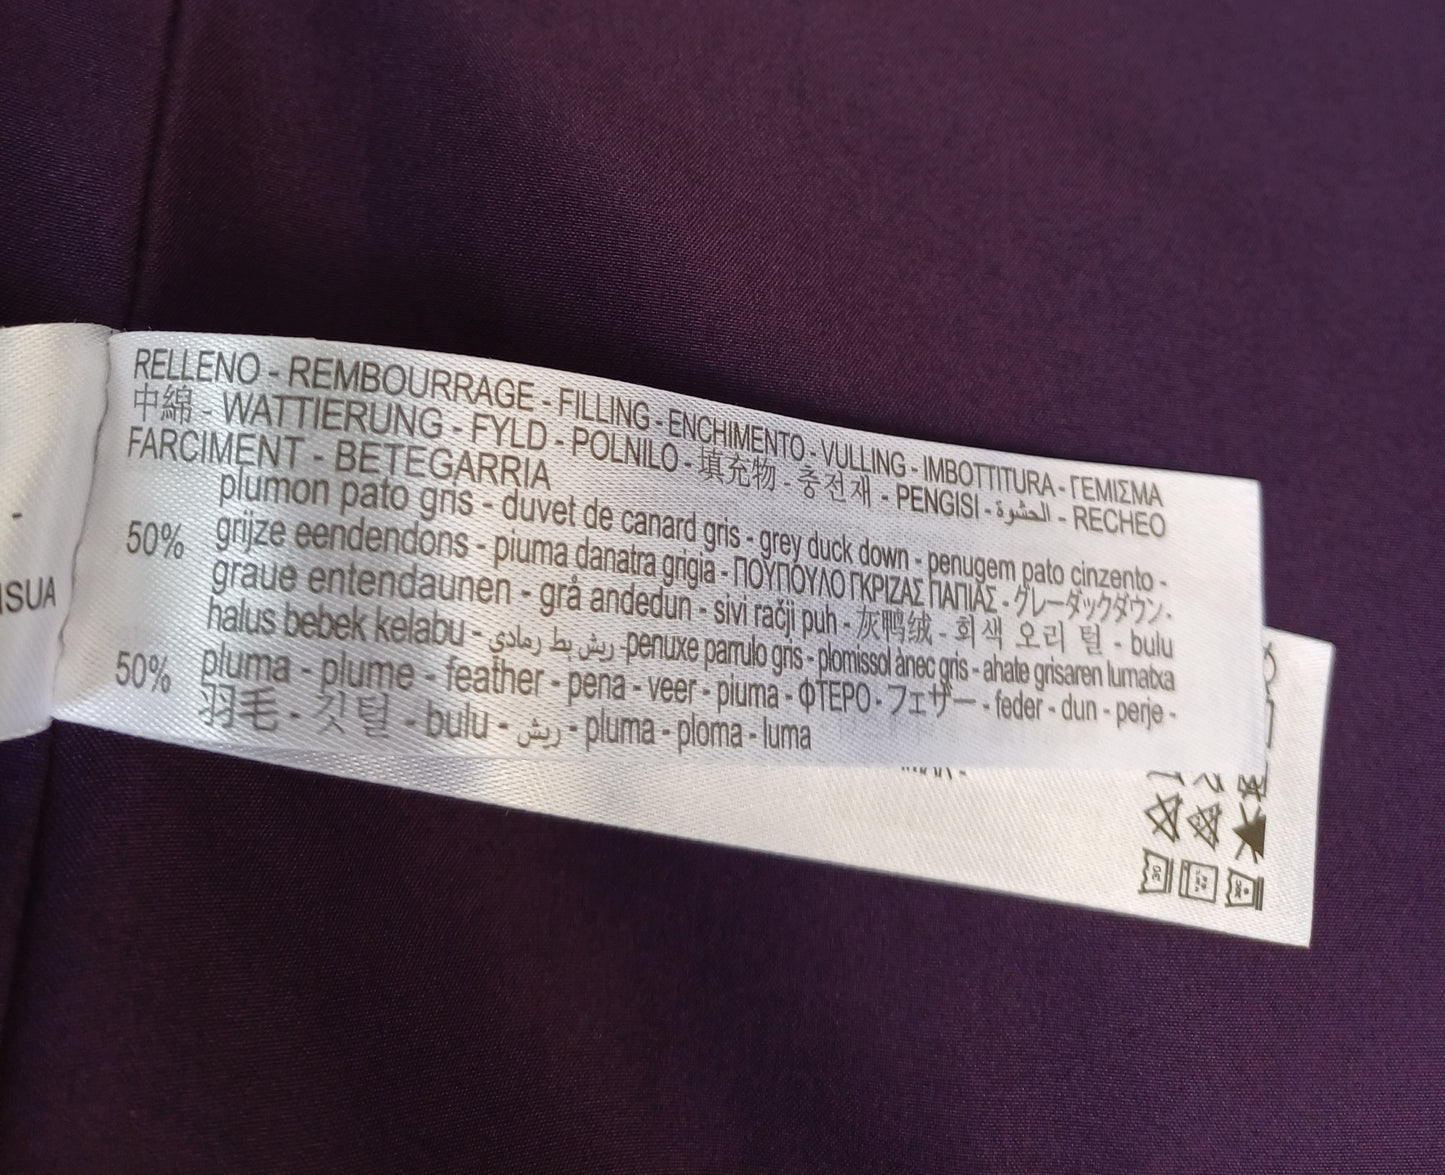 RELLENO - REMBOURRAGE - FILLING - ENCHIMENTO - VULLING - IMBOTTITURA - ΓΕΜΙΣΜΑ
中綿 - WATTIERUNG - FYLD - POLNILO - 填充物 - 충전재 - PENGISI - الحشوة - RECHEO
FARCIMENT - BETEGARRIA
plumon pato gris - duvet de canard gris - grey duck down - penugem pato cinzento -
50% grijze eendendons - piuma danatra grigia - ΠΟΥΠΟΥΛΟ ΓΚΡΙΖΑΣ ΠΑΠΙΑΣ - グレーダックダウン -
graue entendaunen - grå andedun - sivi račji puh - 灰鸭绒 - 회색 오리 털 - bulu
halus bebek kelabu - ريش بط رمادي - penuxe parrulo gris - plomissol ànec gris - ahate grisaren lumatxa
50% pluma - plume - feather - pena - veer - piuma - ΦΤΕΡΟ - フェザー - feder - dun - perje -
羽毛 - 깃털 - bulu - ريش - pluma - ploma - luma
-
ISUA
30